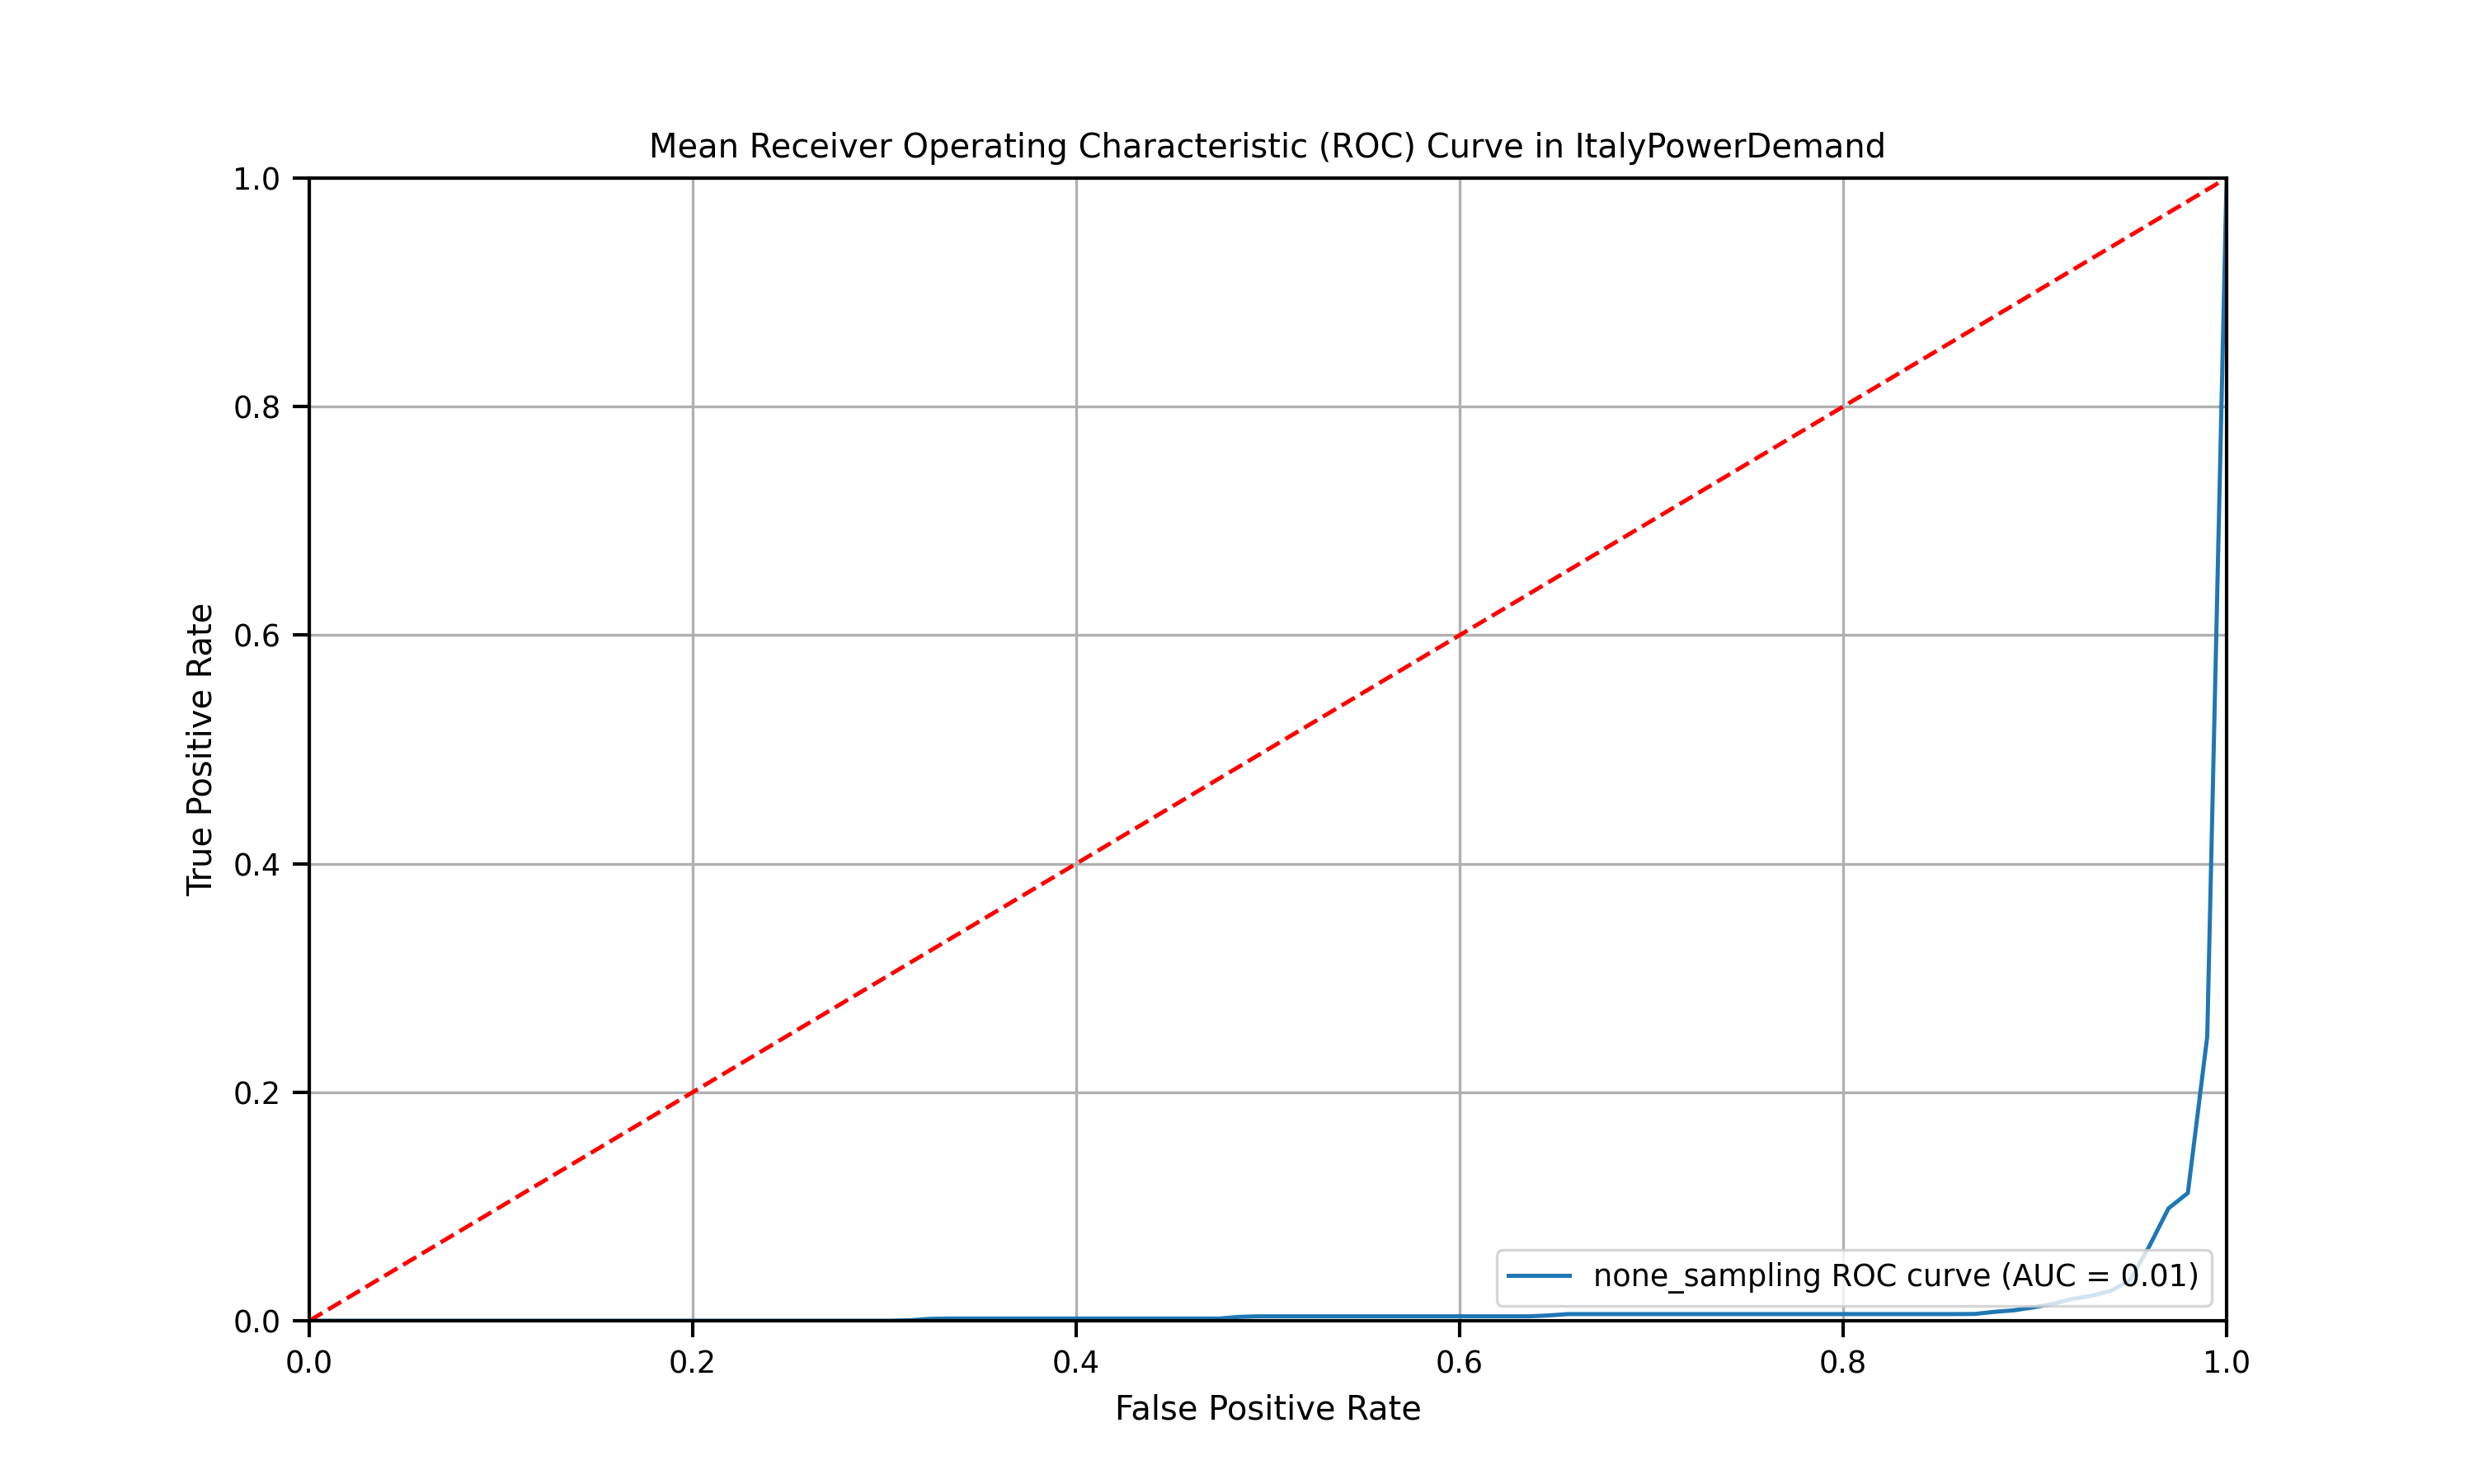 Mean Receiver Operating Characteristic (ROC) Curve in ItalyPowerDemand
1.0
0.8
0.6
0.4
0.2
0.0
True Positive Rate
none_sampling ROC curve (AUC = 0.01)
0.0 0.2 0.4 0.6 0.8 1.0
False Positive Rate